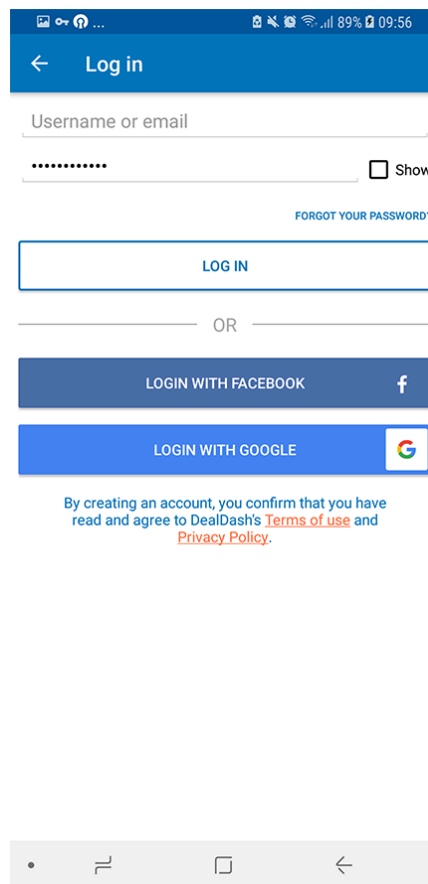 ... 89% 09:56
Log in
Username or email
••••••••••••
Show
FORGOT YOUR PASSWORD?
LOG IN
OR
LOGIN WITH FACEBOOK f
LOGIN WITH GOOGLE G
By creating an account, you confirm that you have
read and agree to DealDash's Terms of use and
Privacy Policy.